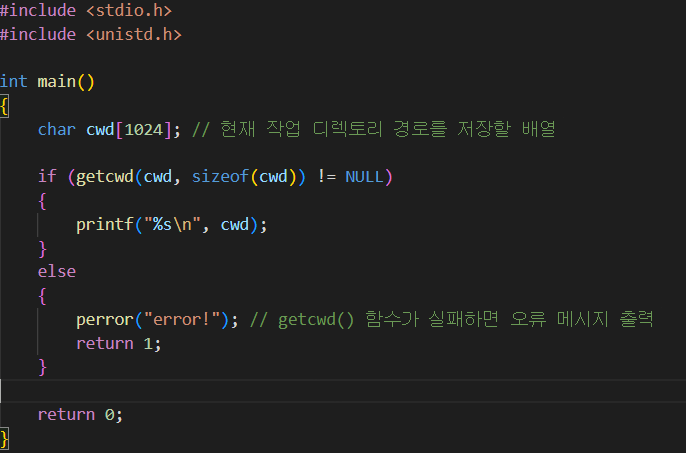 #include <stdio.h>
#include <unistd.h>
int main()
{
char cwd[1024]; // 현재 작업 디렉토리 경로를 저장할 배열
if (getcwd(cwd, sizeof(cwd)) != NULL)
{
printf("%s\n", cwd);
}
else
{
perror("error!"); // getcwd() 함수가 실패하면 오류 메시지 출력
return 1;
}
return 0;
}